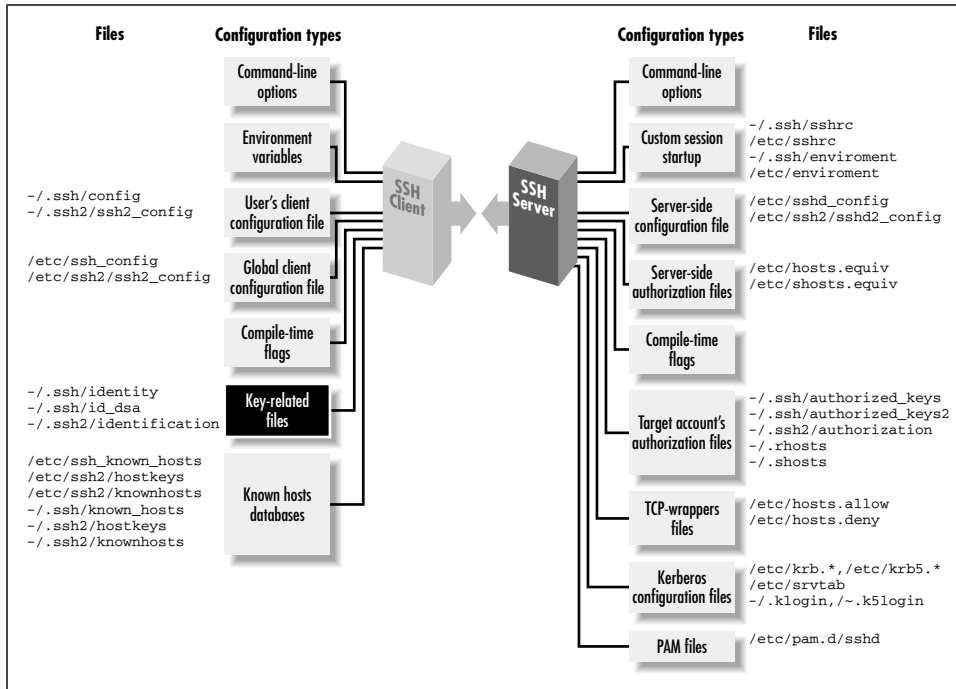 Files
Configuration types
Command-line
options
Environment
variables
-/.ssh/config
-/.ssh2/ssh2_config
User's client
configuration file
/etc/ssh_config
/etc/ssh2/ssh2_config
Global client
configuration file
Compile-time
flags
-/.ssh/identity
-/.ssh/id_dsa
-/.ssh2/identification
Key-related
files
/etc/ssh_known_hosts
/etc/ssh2/hostkeys
/etc/ssh2/knownhosts
-/.ssh/known_hosts
-/.ssh2/hostkeys
-/.ssh2/knownhosts
Known hosts
databases
SSH
Client
SSH
Server
Configuration types
Files
Command-line
options
Custom session
startup
-/.ssh/sshrc
/etc/sshrc
-/.ssh/enviroment
/etc/enviroment
Server-side
configuration file
/etc/sshd_config
/etc/ssh2/sshd2_config
Server-side
authorization files
/etc/hosts.equiv
/etc/shosts.equiv
Compile-time
flags
Target account's
authorization files
-/.ssh/authorized_keys
-/.ssh/authorized_keys2
-/.ssh2/authorization
-/.rhosts
-/.shosts
TCP-wrappers
files
/etc/hosts.allow
/etc/hosts.deny
Kerberos
configuration files
/etc/krb.*,/etc/krb5.*
/etc/srvtab
-/.klogin,/~.k5login
PAM files
/etc/pam.d/sshd